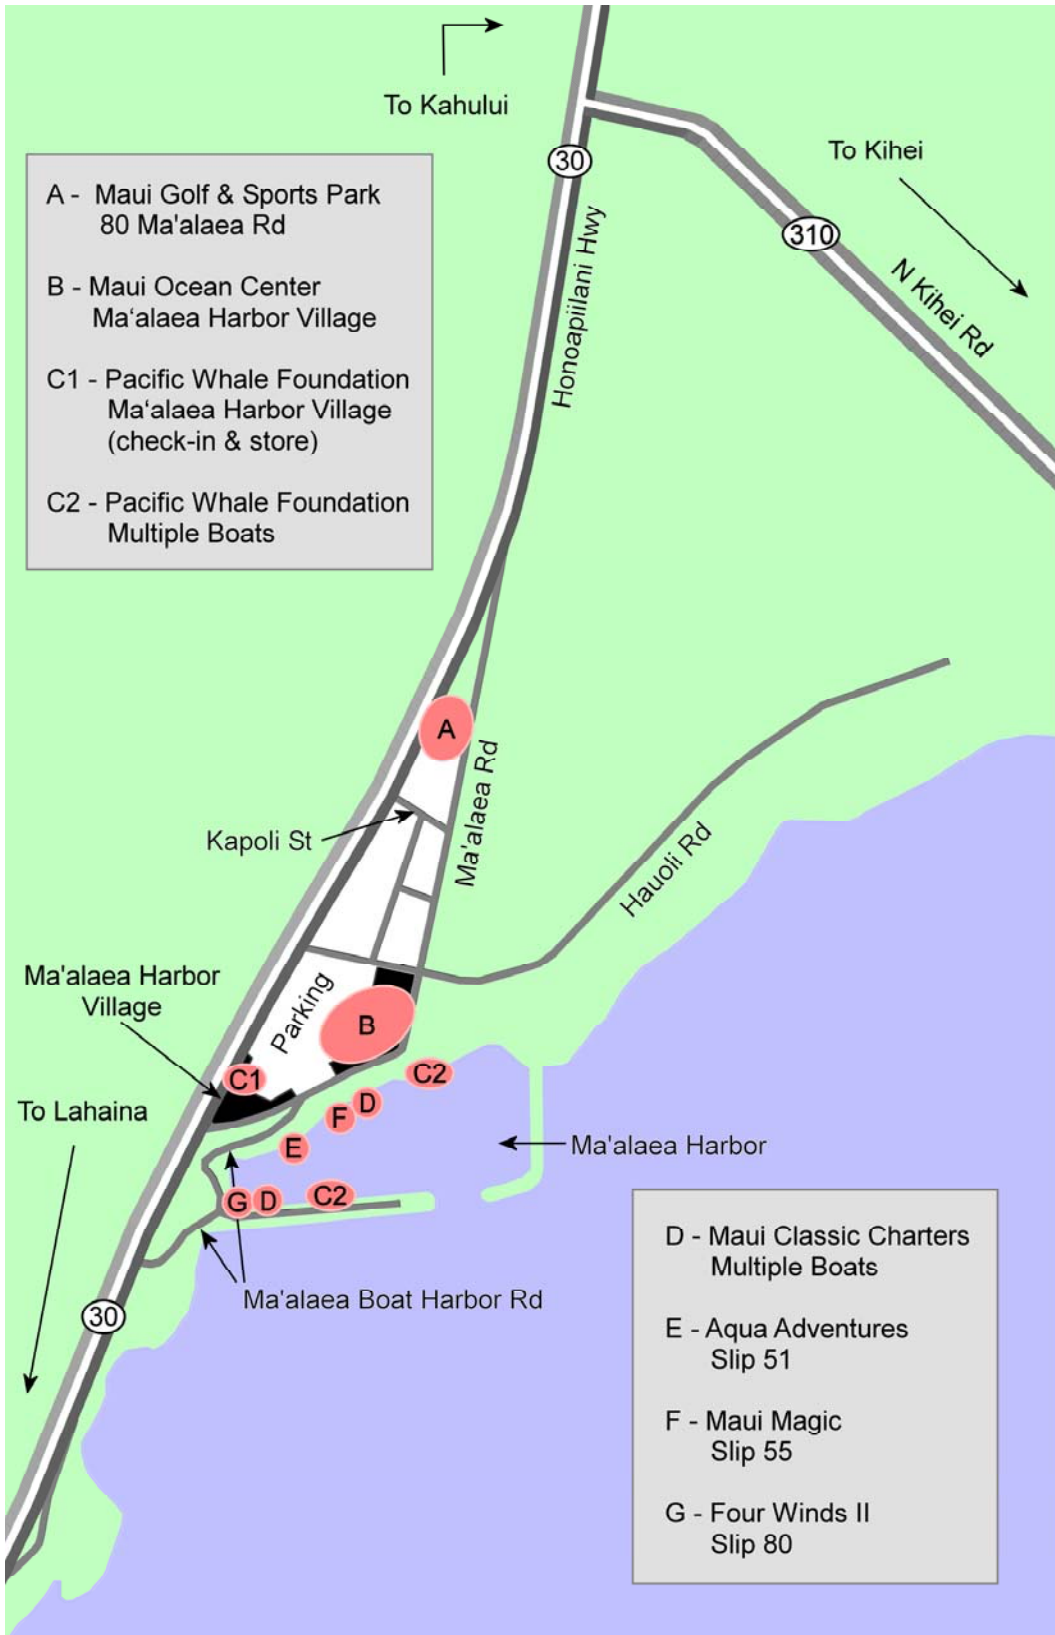 To Kahului
30
To Kihei
310
N Kihei Rd
Honoapiilani Hwy
A - Maui Golf & Sports Park
80 Ma'alaea Rd
B - Maui Ocean Center
Ma‘alaea Harbor Village
C1 - Pacific Whale Foundation
Ma‘alaea Harbor Village
(check-in & store)
C2 - Pacific Whale Foundation
Multiple Boats
A
Ma'alaea Rd
Kapoli St
Hauoli Rd
Ma'alaea Harbor
Village
Parking
B
C1
C2
D
F
E
To Lahaina
Ma'alaea Harbor
G
D
C2
Ma'alaea Boat Harbor Rd
30
D - Maui Classic Charters
Multiple Boats
E - Aqua Adventures
Slip 51
F - Maui Magic
Slip 55
G - Four Winds II
Slip 80